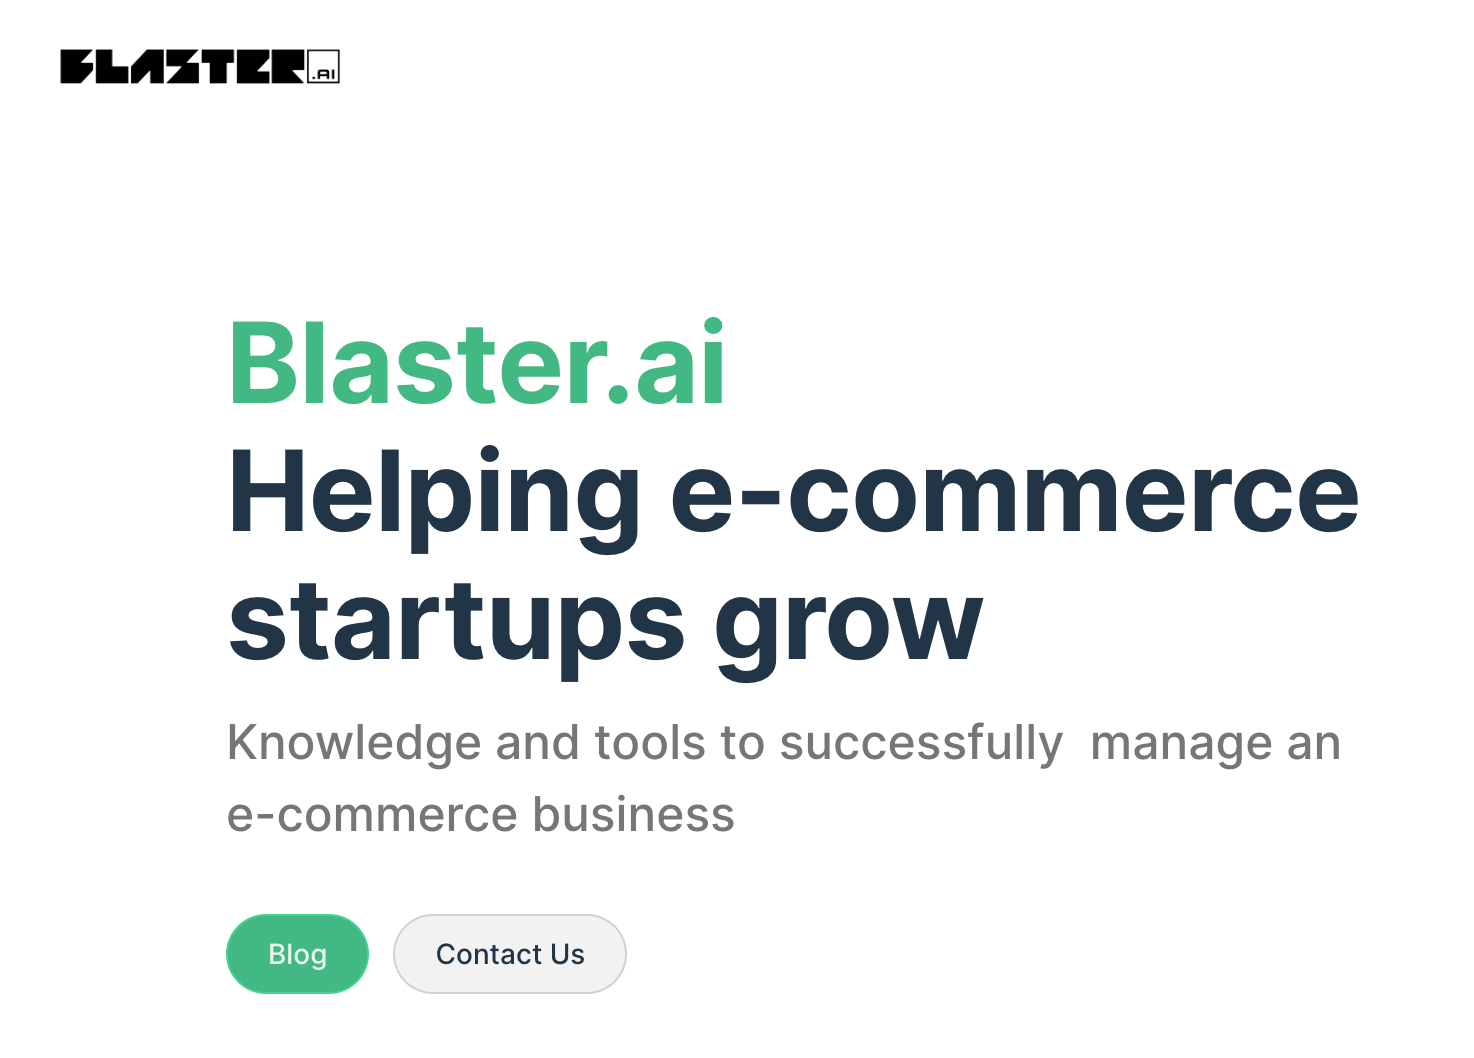 BLASTER .AI
Blaster.ai
Helping e-commerce
startups grow
Knowledge and tools to successfully  manage an
e-commerce business
Blog
Contact Us